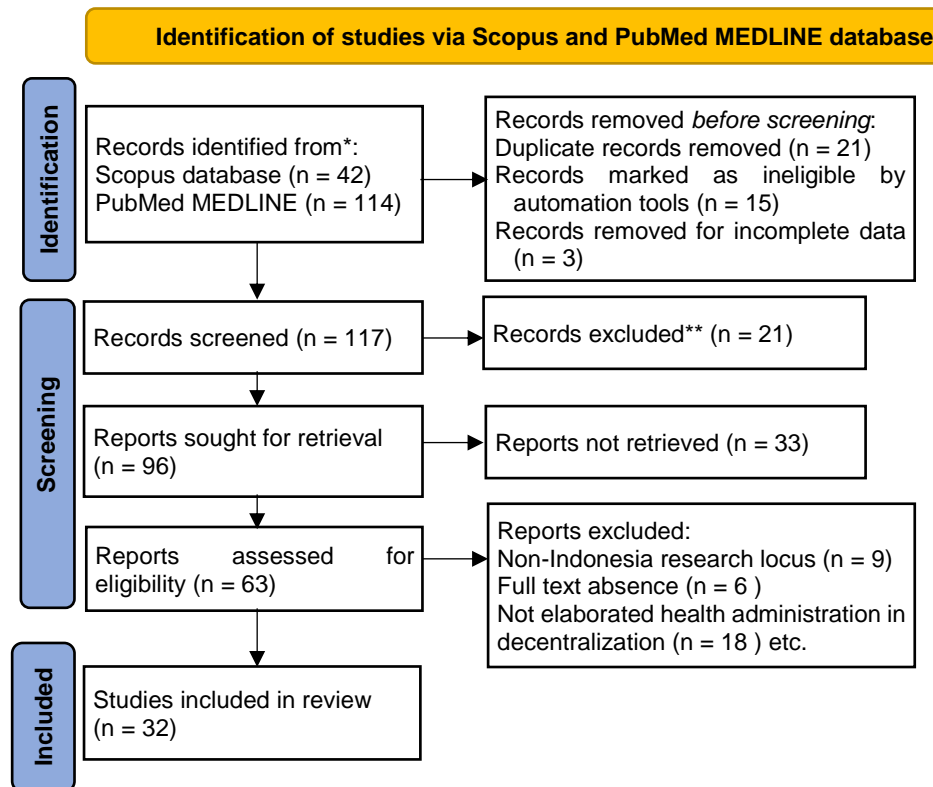 Identification of studies via Scopus and PubMed MEDLINE database
Identification
Records identified from*:
Scopus database (n = 42)
PubMed MEDLINE (n = 114)
Records removed before screening:
Duplicate records removed (n = 21)
Records marked as ineligible by
automation tools (n = 15)
Records removed for incomplete data
(n = 3)
Screening
Records screened (n = 117)
Records excluded** (n = 21)
Reports sought for retrieval
(n = 96)
Reports not retrieved (n = 33)
Reports assessed for
eligibility (n = 63)
Reports excluded:
Non-Indonesia research locus (n = 9)
Full text absence (n = 6 )
Not elaborated health administration in
decentralization (n = 18 ) etc.
Included
Studies included in review
(n = 32)